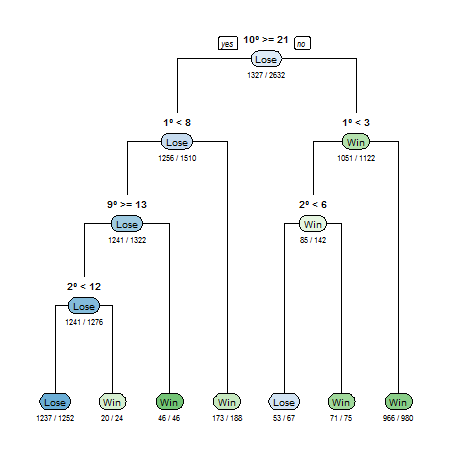 yes 10º >= 21 no
Lose
1327 / 2632
1º < 8
1º < 3
Lose
Win
1256 / 1510
1051 / 1122
9º >= 13
2º < 6
Lose
Win
1241 / 1322
85 / 142
2º < 12
Lose
1241 / 1276
Lose Win Win Win Lose Win Win
1237 / 1252 20 / 24 46 / 46 173 / 188 53 / 67 71 / 75 966 / 980